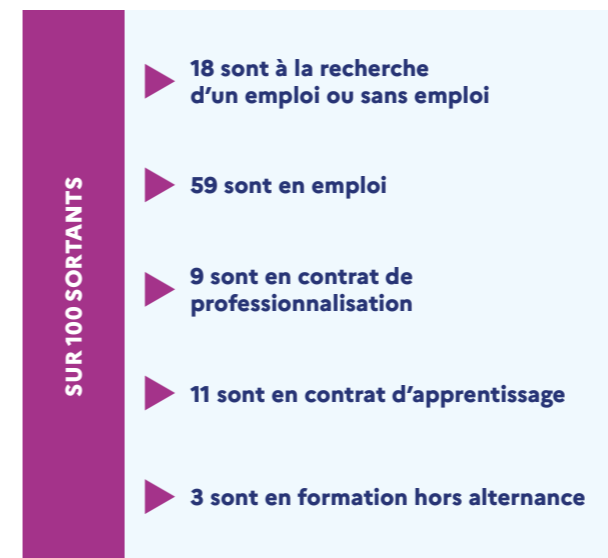 SUR 100 SORTANTS
18 sont à la recherche
d’un emploi ou sans emploi
59 sont en emploi
9 sont en contrat de
professionnalisation
11 sont en contrat d’apprentissage
3 sont en formation hors alternance